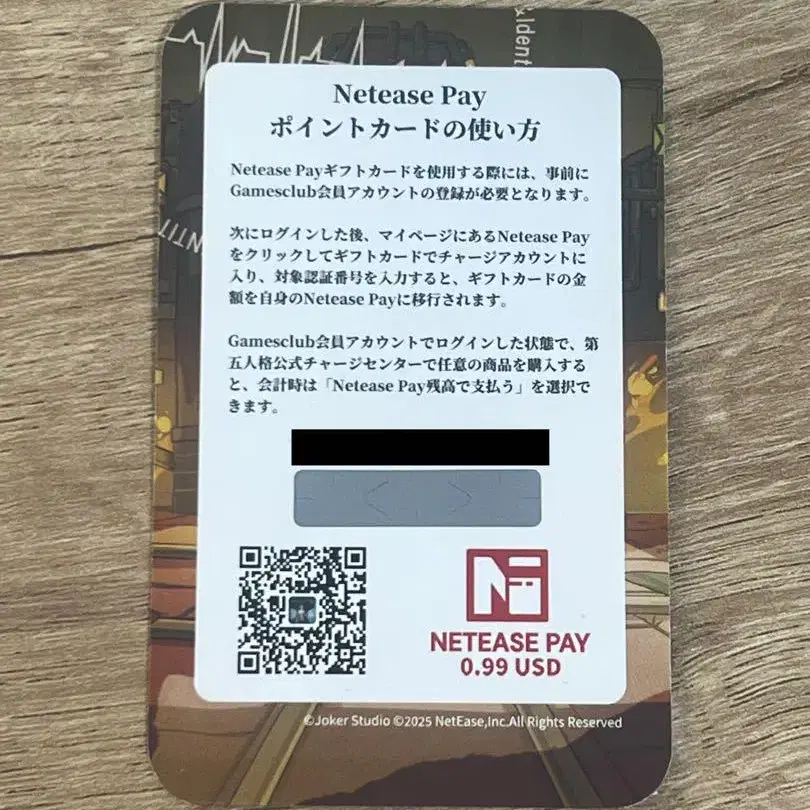 Ident
NTITY
Netease Pay
ポイントカードの使い方
Netease Payギフトカードを使用する際には、事前に
Gamesclub会員アカウントの登録が必要となります。
次にログインした後、マイページにあるNetease Pay
をクリックしてギフトカードでチャージアカウントに
入り、対象認証番号を入力すると、ギフトカードの金
額を自身のNetease Payに移行されます。
Gamesclub会員アカウントでログインした状態で、第
五人格公式チャージセンターで任意の商品を購入する
と、会計時は「Netease Pay残高で支払う」を選択で
きます。
NETEASE PAY
0.99 USD
©Joker Studio ©2025 NetEase,Inc.All Rights Reserved